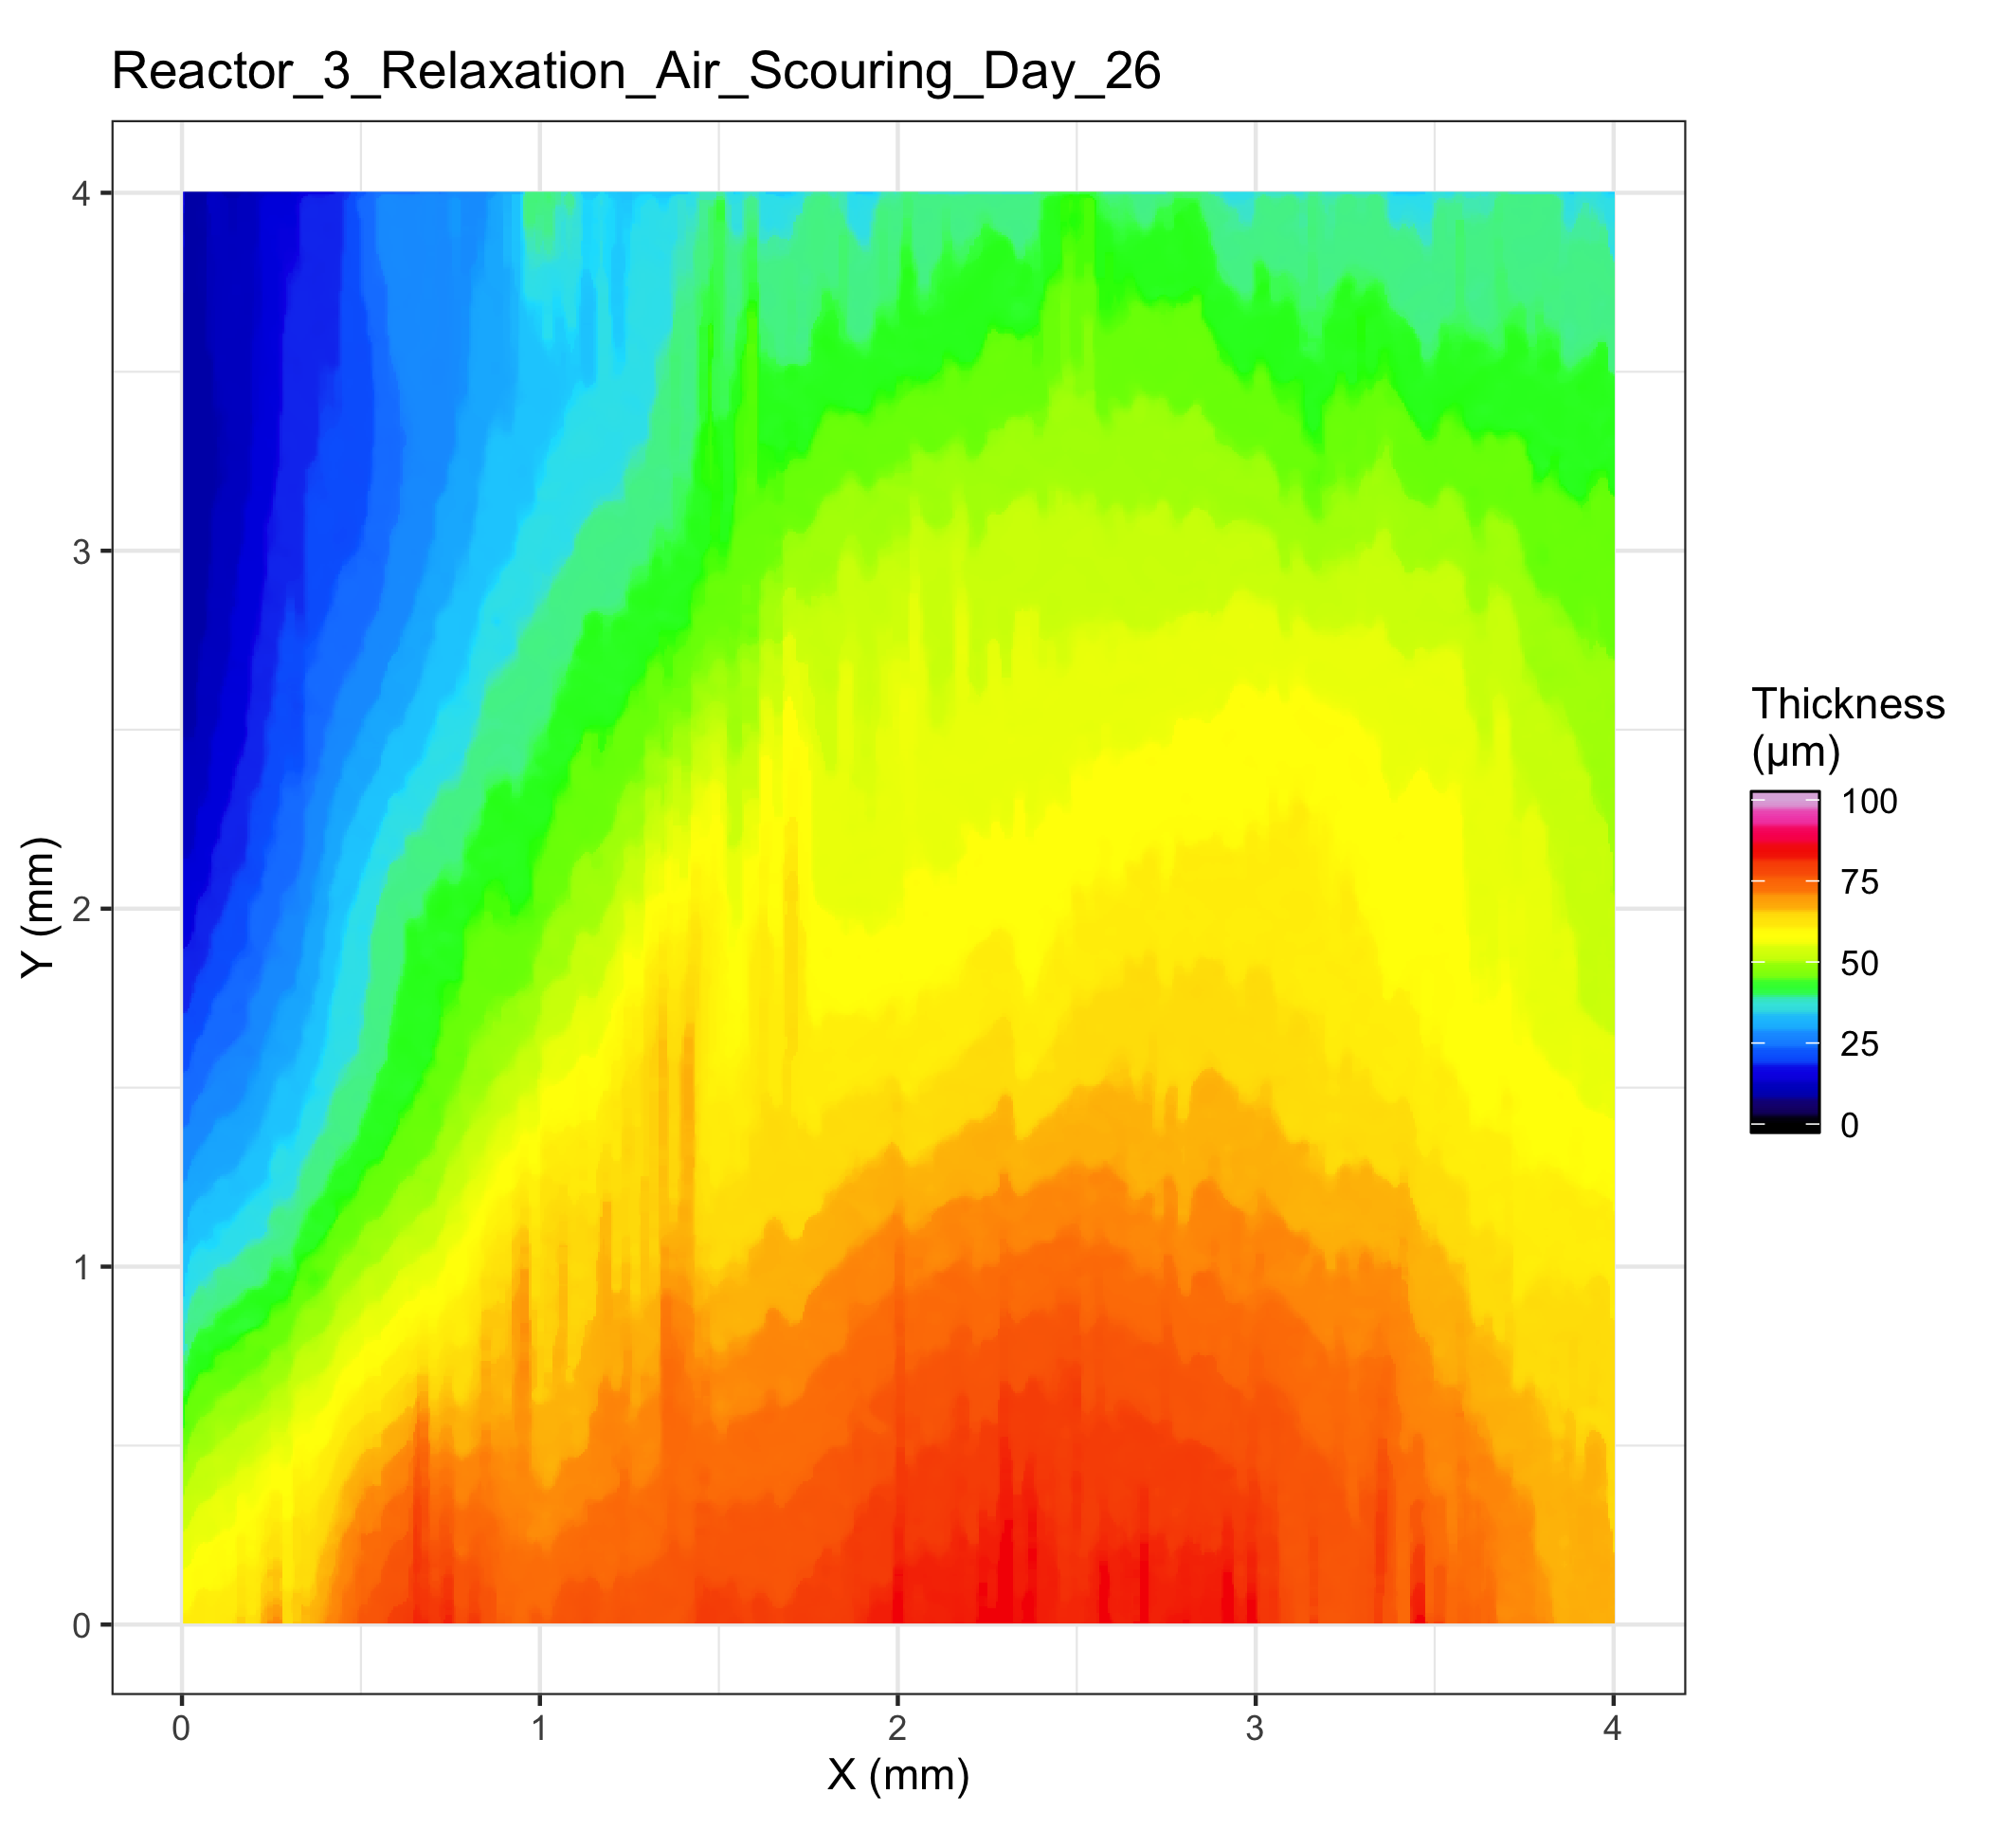 Reactor_3_Relaxation_Air_Scouring_Day_26
4
3
2
1
0
Y (mm)
0 1 2 3 4
X (mm)
Thickness
(µm)
100
75
50
25
0